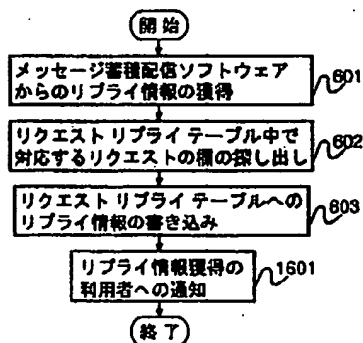 開始
メッセージ蓄積配信ソフトウェア
からのリプライ情報の獲得
601
リクエスト リプライ テーブル中で
対応するリクエストの欄の探し出し
602
リクエスト リプライ テーブルへの
リプライ情報の書き込み
603
リプライ情報獲得の
利用者への通知
1601
終了